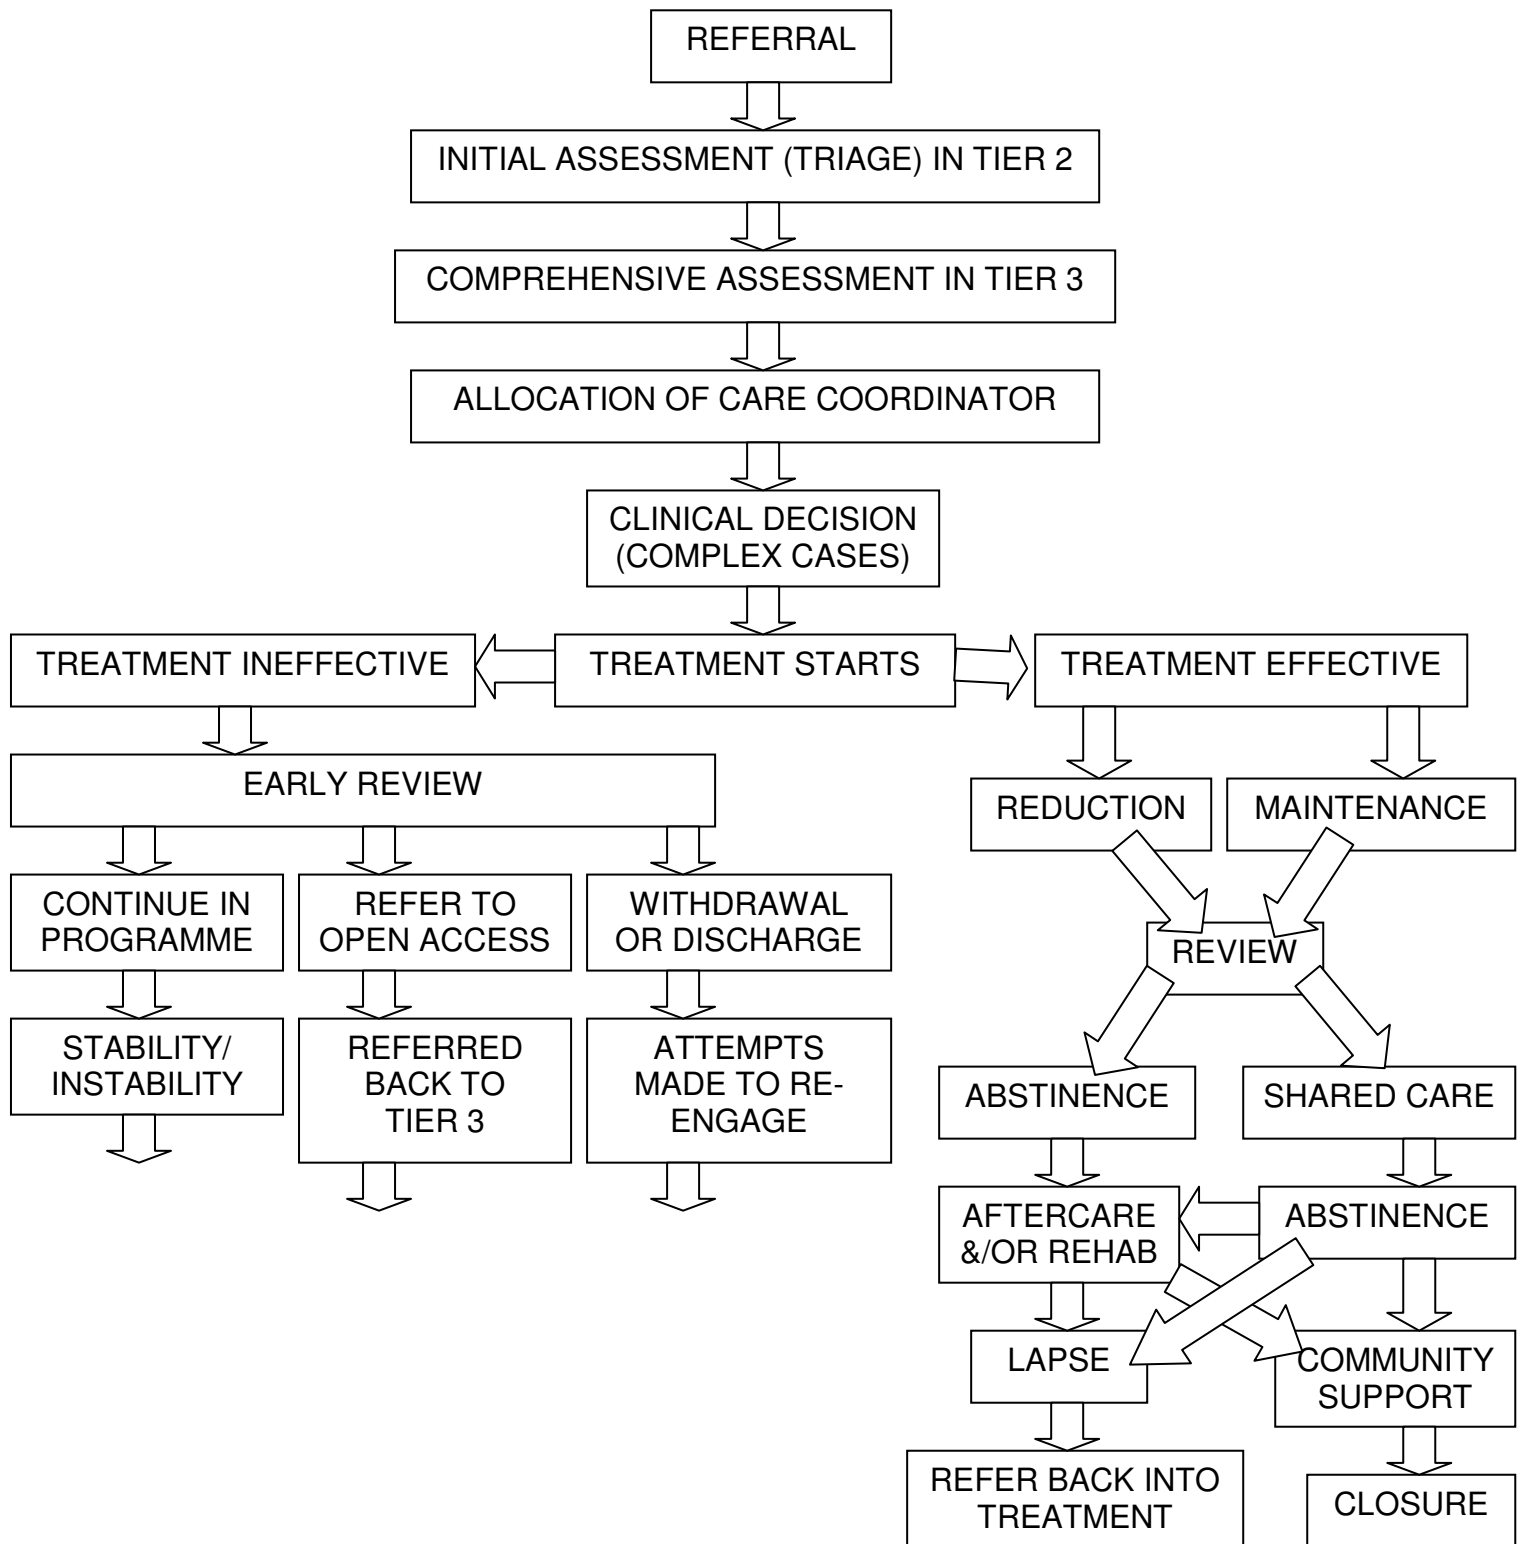 REFERRAL
INITIAL ASSESSMENT (TRIAGE) IN TIER 2
COMPREHENSIVE ASSESSMENT IN TIER 3
ALLOCATION OF CARE COORDINATOR
CLINICAL DECISION
(COMPLEX CASES)
TREATMENT INEFFECTIVE
TREATMENT STARTS
TREATMENT EFFECTIVE
EARLY REVIEW
REDUCTION
MAINTENANCE
CONTINUE IN
PROGRAMME
REFER TO
OPEN ACCESS
WITHDRAWAL
OR DISCHARGE
REVIEW
STABILITY/
INSTABILITY
REFERRED
BACK TO
TIER 3
ATTEMPTS
MADE TO RE-
ENGAGE
ABSTINENCE
SHARED CARE
AFTERCARE
&/OR REHAB
ABSTINENCE
LAPSE
COMMUNITY
SUPPORT
REFER BACK INTO
TREATMENT
CLOSURE